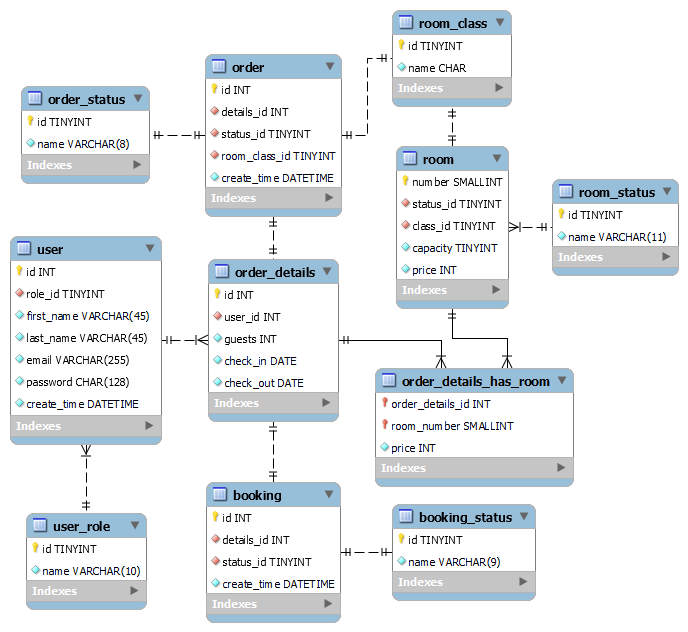 room_class
id TINYINT
name CHAR
Indexes
order
id INT
details_id INT
status_id TINYINT
room_class_id TINYINT
create_time DATETIME
Indexes
order_status
id TINYINT
name VARCHAR(8)
Indexes
room
number SMALLINT
status_id TINYINT
class_id TINYINT
capacity TINYINT
price INT
Indexes
room_status
id TINYINT
name VARCHAR(11)
Indexes
user
id INT
role_id TINYINT
first_name VARCHAR(45)
last_name VARCHAR(45)
email VARCHAR(255)
password CHAR(128)
create_time DATETIME
Indexes
order_details
id INT
user_id INT
guests INT
check_in DATE
check_out DATE
Indexes
order_details_has_room
order_details_id INT
room_number SMALLINT
price INT
Indexes
user_role
id TINYINT
name VARCHAR(10)
Indexes
booking
id INT
details_id INT
status_id TINYINT
create_time DATETIME
Indexes
booking_status
id TINYINT
name VARCHAR(9)
Indexes